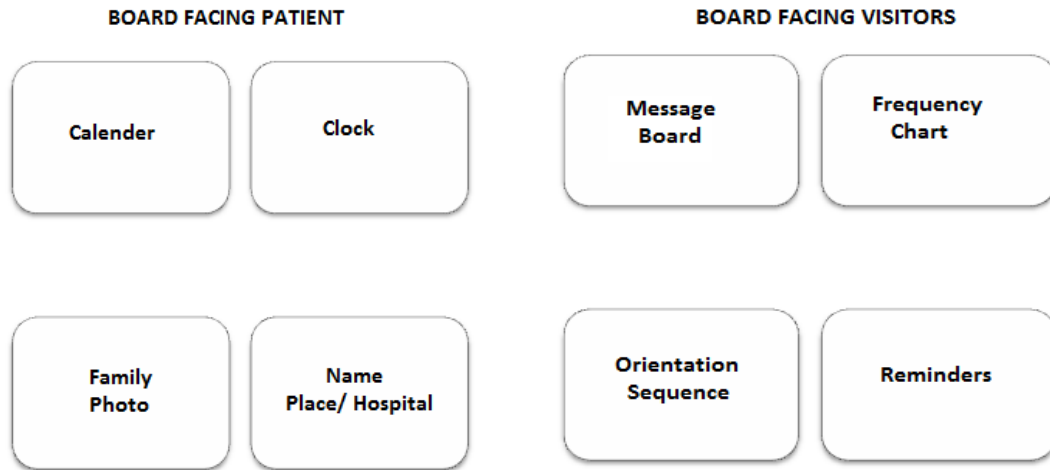 BOARD FACING PATIENT
Calender
Clock
Family
Photo
Name
Place/ Hospital
BOARD FACING VISITORS
Message
Board
Frequency
Chart
Orientation
Sequence
Reminders